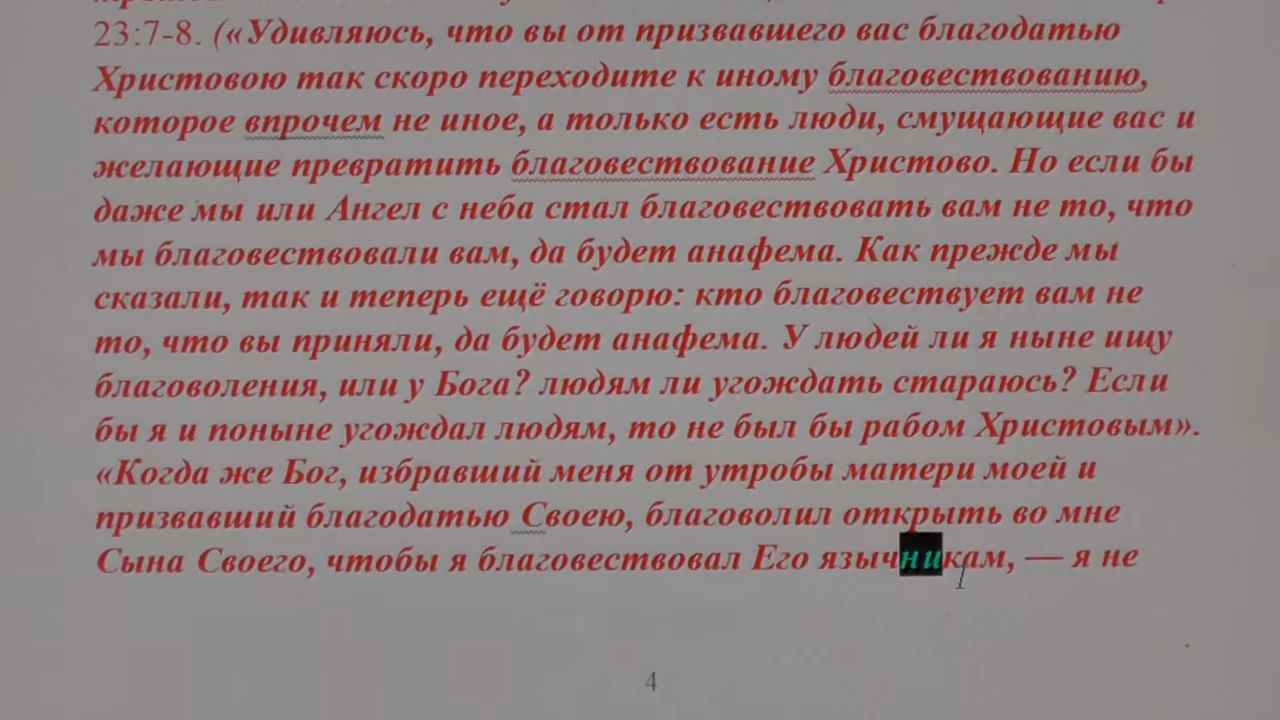 23:7-8. («Удивляюсь, что вы от призвавшего вас благодатью
Христовою так скоро переходите к иному благовествованию,
которое впрочем не иное, а только есть люди, смущающие вас и
желающие превратить благовествование Христово. Но если бы
даже мы или Ангел с неба стал благовествовать вам не то, что
мы благовествовали вам, да будет анафема. Как прежде мы
сказали, так и теперь ещё говорю: кто благовествует вам не
то, что вы приняли, да будет анафема. У людей ли я ныне ищу
благоволения, или у Бога? людям ли угождать стараюсь? Если
бы я и поныне угождал людям, то не был бы рабом Христовым».
«Когда же Бог, избравший меня от утробы матери моей и
призвавший благодатью Своею, благоволил открыть во мне
Сына Своего, чтобы я благовествовал Его язычникам, — я не
4